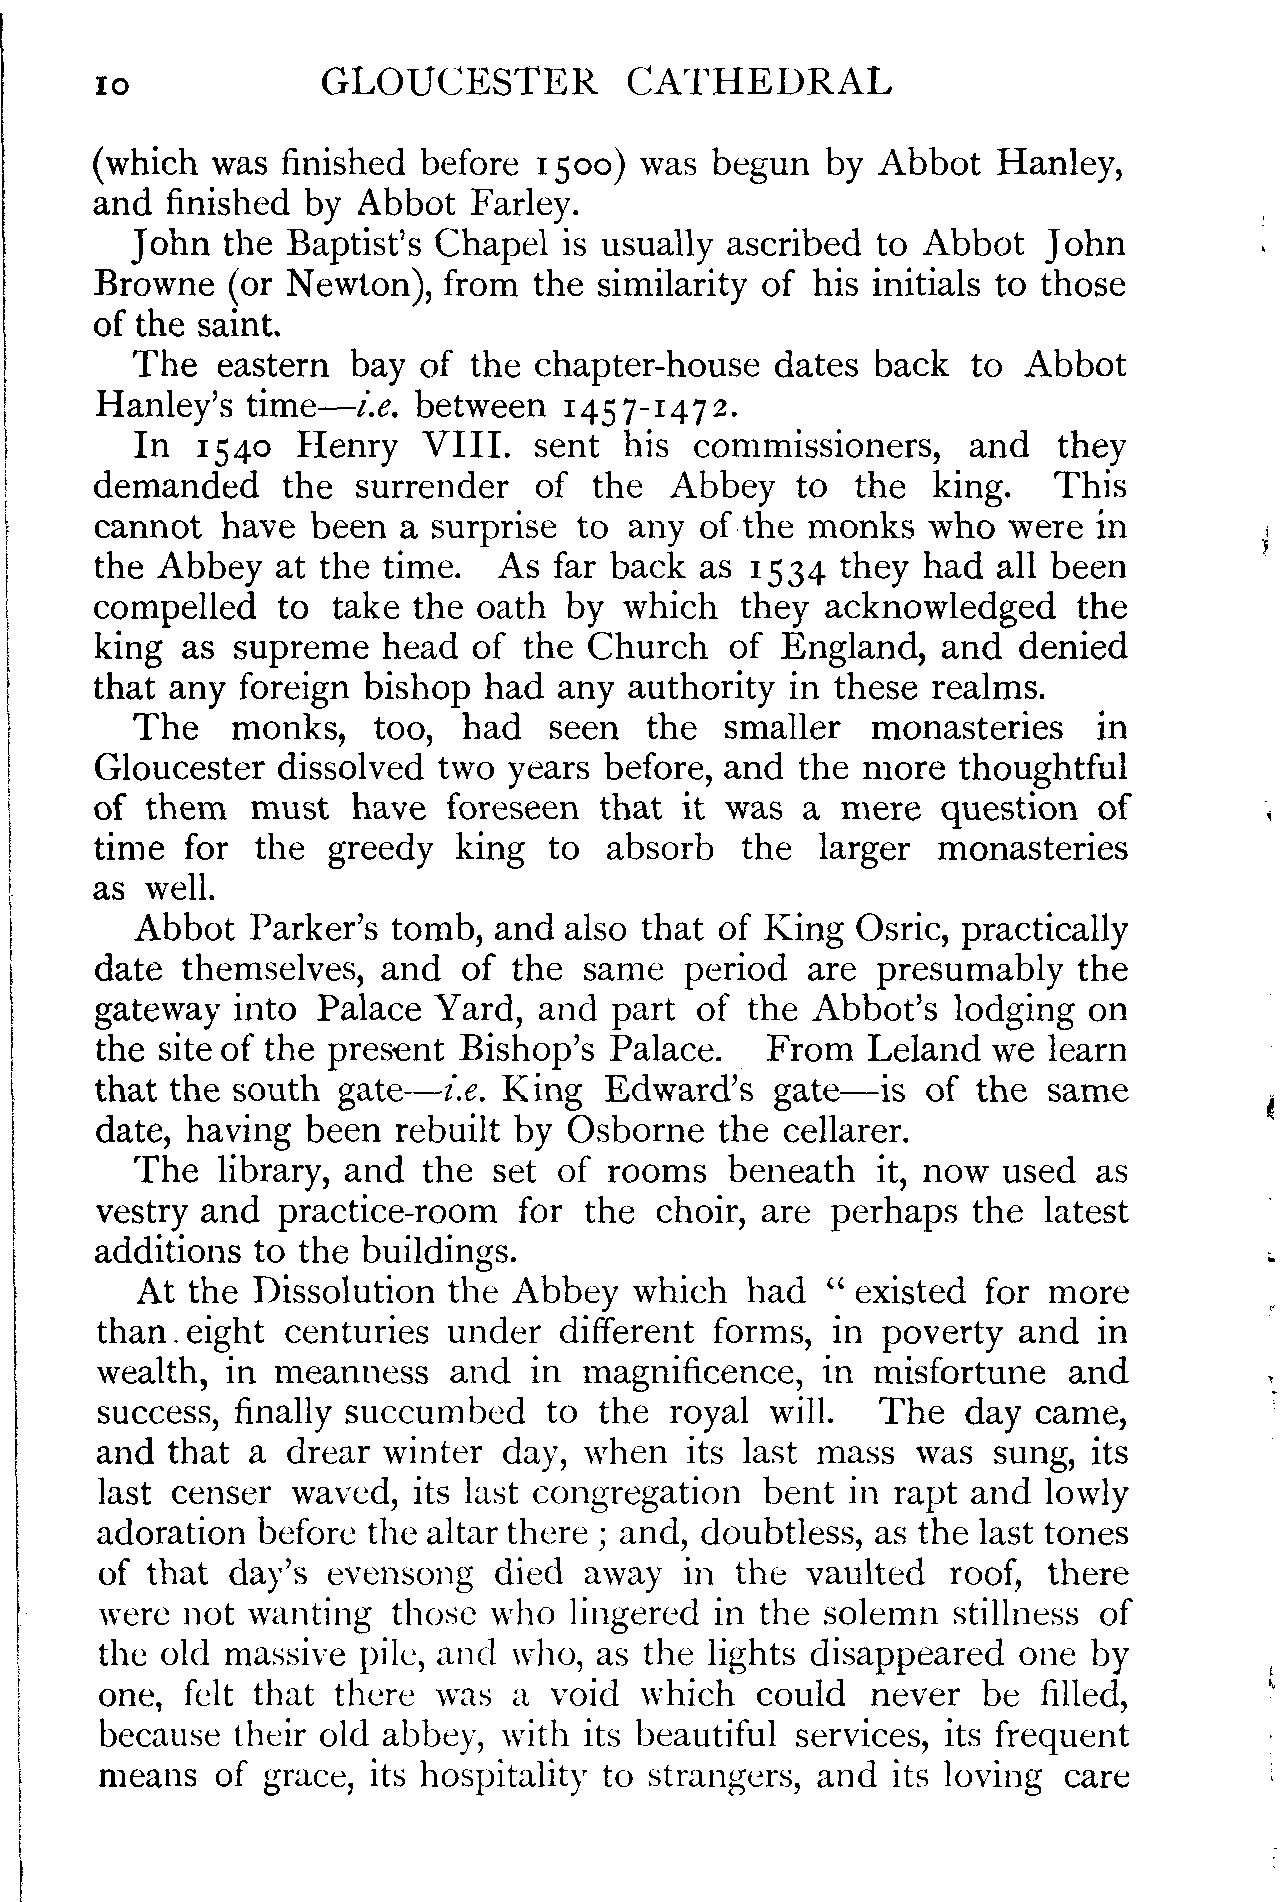 10 GLOUCESTER CATHEDRAL
(which was finished before 1500) was begun by Abbot Hanley,
and finished by Abbot Farley.
John the Baptist's Chapel is usually ascribed to Abbot John
Browne (or Newton), from the similarity of his initials to those
of the saint.
The eastern bay of the chapter-house dates back to Abbot
Hanley's time—i.e. between 1457-1472.
In 1540 Henry VIII. sent his commissioners, and they
demanded the surrender of the Abbey to the king. This
cannot have been a surprise to any of the monks who were in
the Abbey at the time. As far back as 1534 they had all been
compelled to take the oath by which they acknowledged the
king as supreme head of the Church of England, and denied
that any foreign bishop had any authority in these realms.
The monks, too, had seen the smaller monasteries in
Gloucester dissolved two years before, and the more thoughtful
of them must have foreseen that it was a mere question of
time for the greedy king to absorb the larger monasteries
as well.
Abbot Parker's tomb, and also that of King Osric, practically
date themselves, and of the same period are presumably the
gateway into Palace Yard, and part of the Abbot's lodging on
the site of the present Bishop's Palace. From Leland we learn
that the south gate—i.e. King Edward's gate—is of the same
date, having been rebuilt by Osborne the cellarer.
The library, and the set of rooms beneath it, now used as
vestry and practice-room for the choir, are perhaps the latest
additions to the buildings.
At the Dissolution the Abbey which had “ existed for more
than eight centuries under different forms, in poverty and in
wealth, in meanness and in magnificence, in misfortune and
success, finally succumbed to the royal will. The day came,
and that a drear winter day, when its last mass was sung, its
last censer waved, its last congregation bent in rapt and lowly
adoration before the altar there ; and, doubtless, as the last tones
of that day's evensong died away in the vaulted roof, there
were not wanting those who lingered in the solemn stillness of
the old massive pile, and who, as the lights disappeared one by
one, felt that there was a void which could never be filled,
because their old abbey, with its beautiful services, its frequent
means of grace, its hospitality to strangers, and its loving care